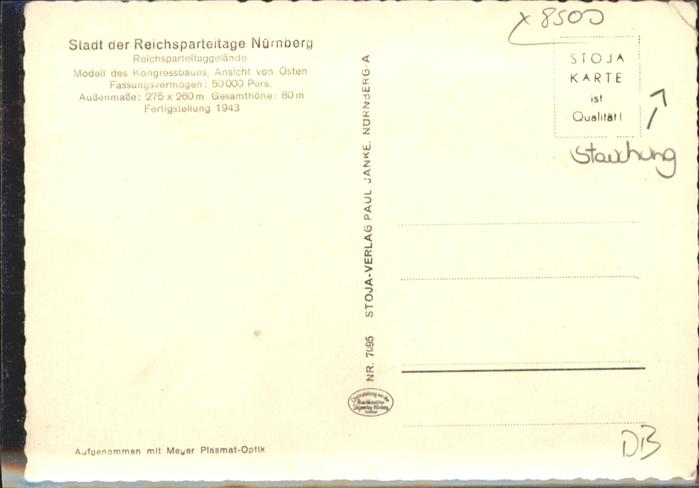 x 8500
Stadt der Reichsparteitage Nürnberg
Reichsparteitaggelände
Modell des Kongressbaues, Ansicht von Osten
Fassungsvermögen: 50000 Pers.
Außenmaße: 275 x 260 m Gesamthöhe: 80 m
Fertigstellung 1943
STOJA
KARTE
ist
Qualität!
Stauchung
NR. 7095 STOJA-VERLAG PAUL JANKE, NÜRNBERG-A
Aufgenommen mit Meyer Plasmat-Optik
DB